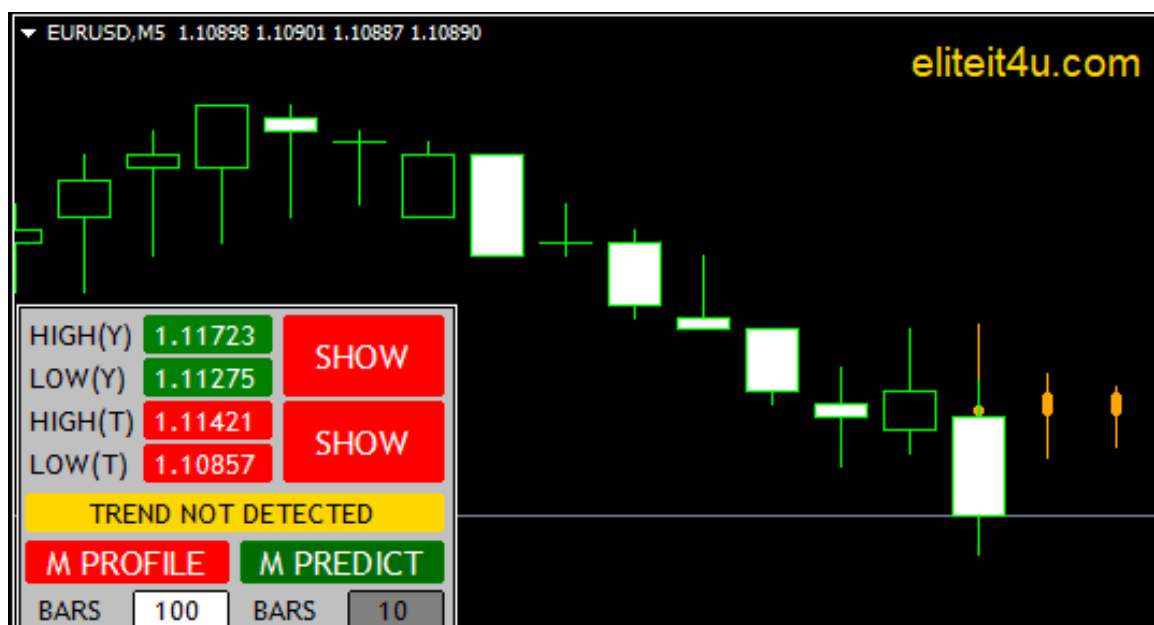 EURUSD,M5 1.10898 1.10901 1.10887 1.10890
eliteit4u.com
HIGH(Y) 1.11723 SHOW
LOW(Y) 1.11275
HIGH(T) 1.11421 SHOW
LOW(T) 1.10857
TREND NOT DETECTED
M PROFILE M PREDICT
BARS 100 BARS 10